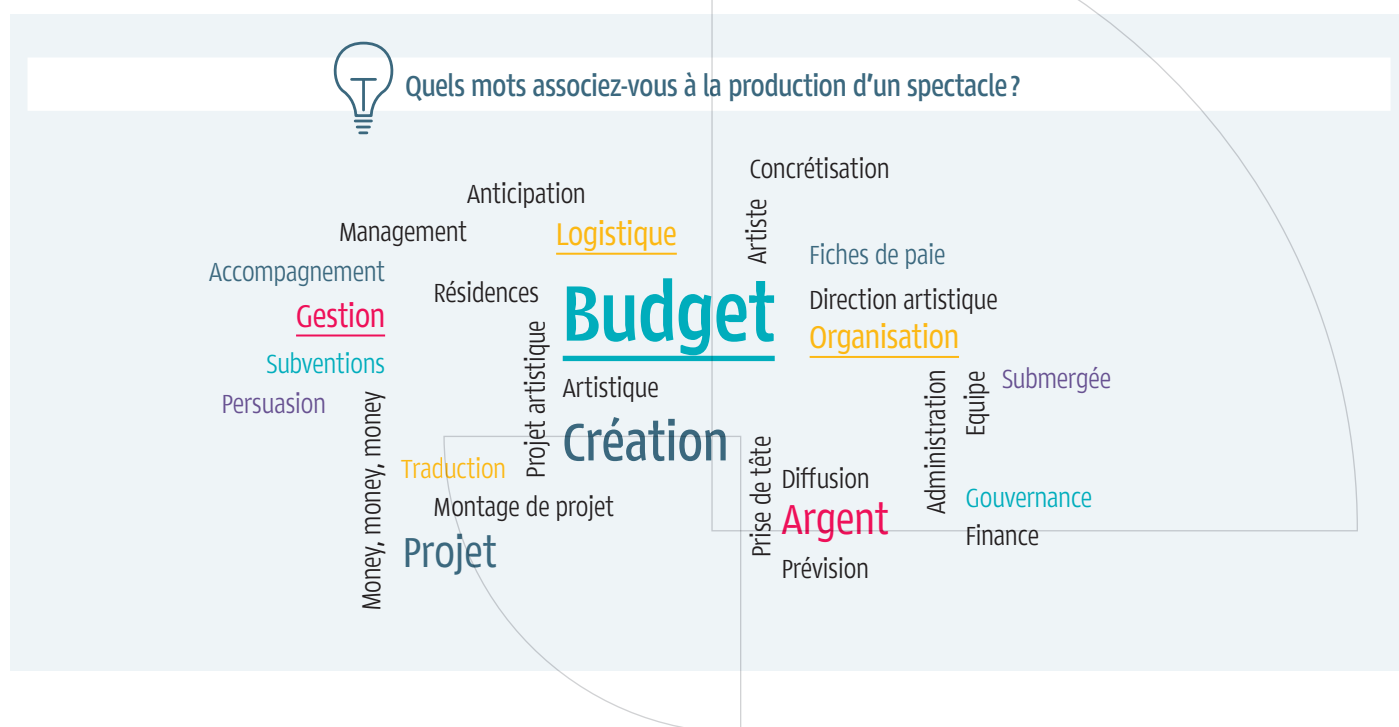 Quels mots associez-vous à la production d’un spectacle ?
Concrétisation
Anticipation
Artiste
Management
Logistique
Accompagnement
Fiches de paie
Résidences
Budget
Direction artistique
Gestion
Organisation
Subventions
Projet artistique
Artistique
Administration
Equipe
Submergée
Persuasion
Money, money, money
Création
Traduction
Prise de tête
Diffusion
Gouvernance
Montage de projet
Argent
Finance
Projet
Prévision